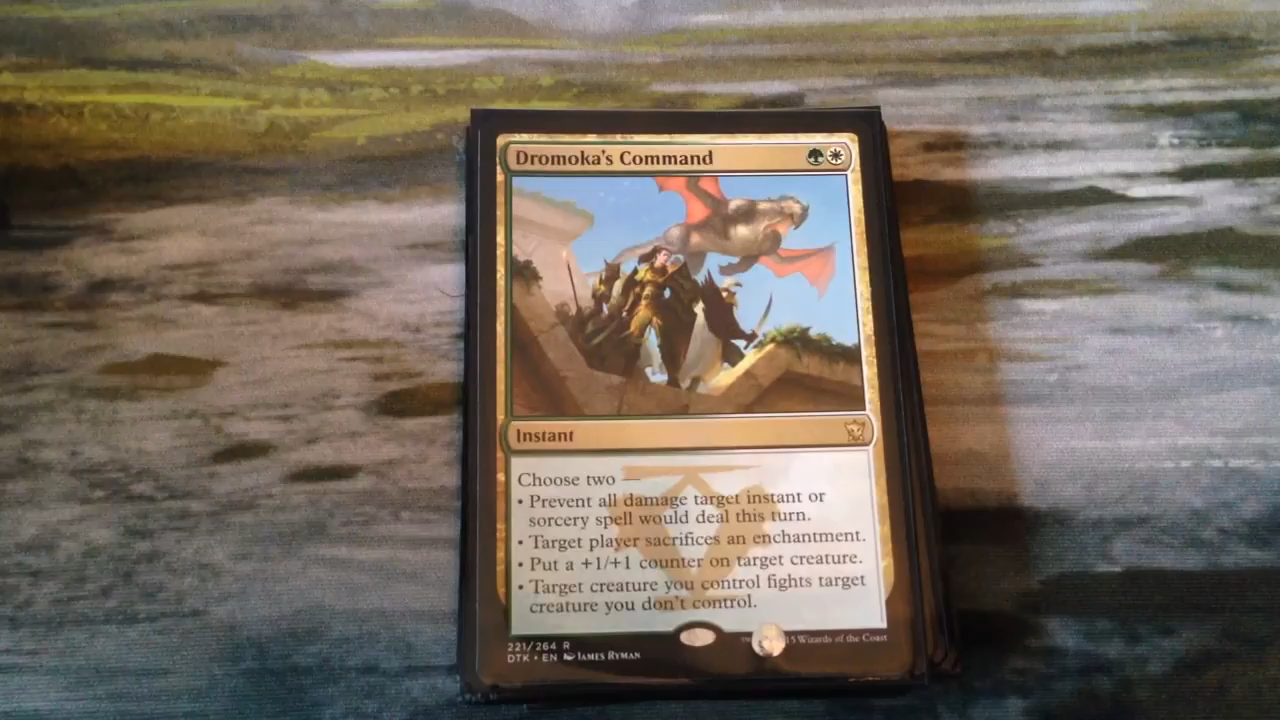 Dromoka's Command
Instant
Choose two —
• Prevent all damage target instant or
sorcery spell would deal this turn.
• Target player sacrifices an enchantment.
• Put a +1/+1 counter on target creature.
• Target creature you control fights target
creature you don't control.
221/264 R
DTK • EN JAMES RYMAN
Wizards of the Coast